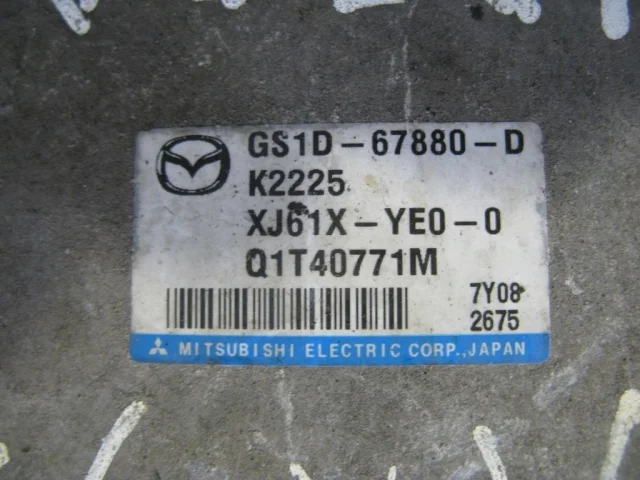 GS1D-67880-D
K2225
XJ61X-YE0-0
Q1T40771M
7Y08
2675
MITSUBISHI ELECTRIC CORP., JAPAN